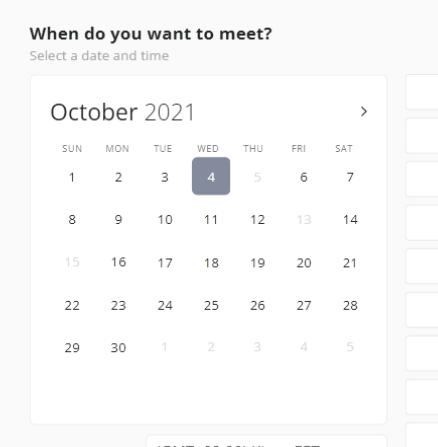 When do you want to meet?
Select a date and time
October 2021
SUN MON TUE WED THU FRI SAT
1 2 3 4 5 6 7
8 9 10 11 12 13 14
15 16 17 18 19 20 21
22 23 24 25 26 27 28
29 30 1 2 3 4 5